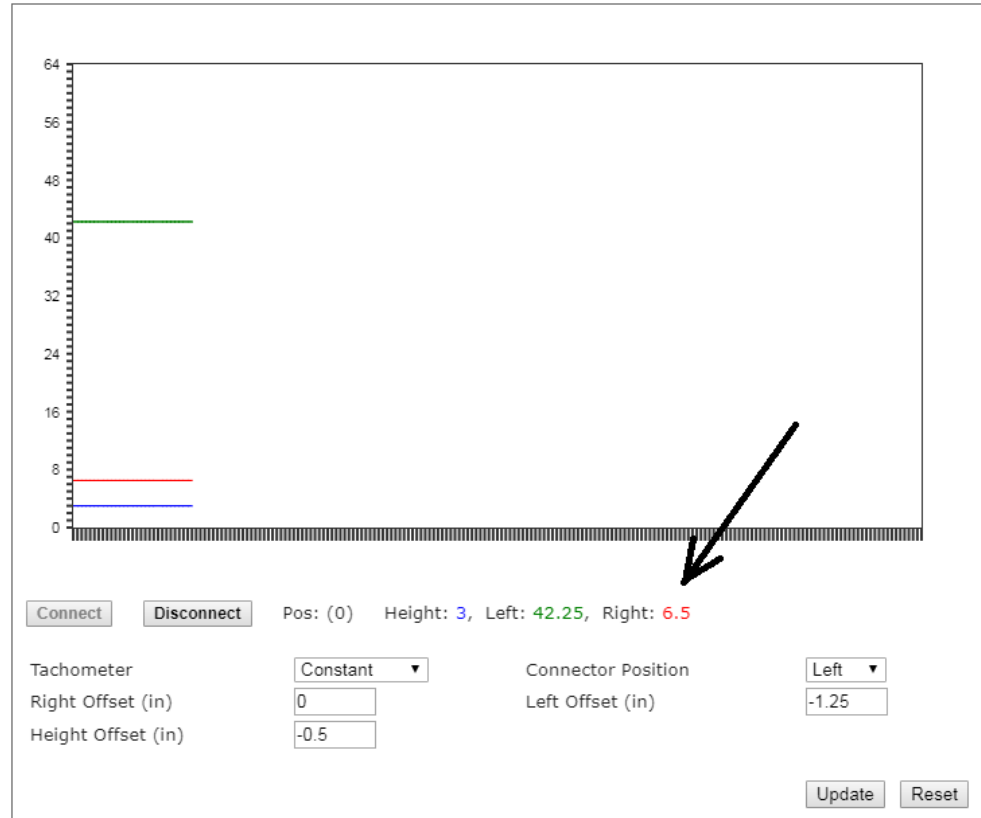 64
56
48
40
32
24
16
8
0
Connect Disconnect Pos: (0) Height: 3, Left: 42.25, Right: 6.5
Tachometer Constant Connector Position Left
Right Offset (in) 0 Left Offset (in) -1.25
Height Offset (in) -0.5
Update Reset